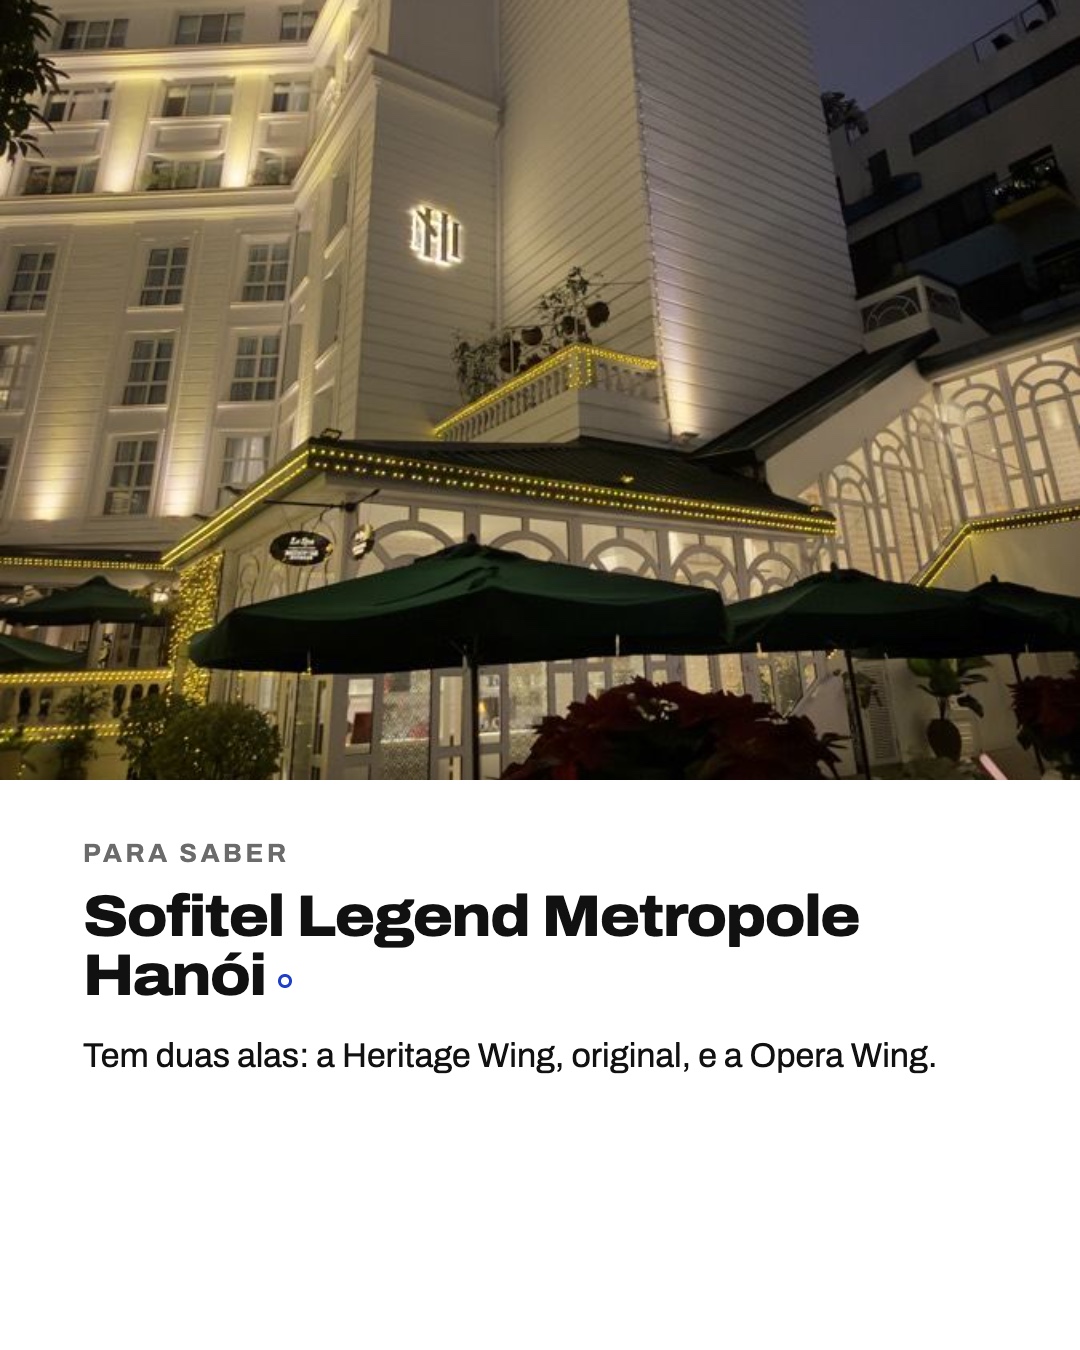 PARA SABER
Sofitel Legend Metropole
Hanói
Tem duas alas: a Heritage Wing, original, e a Opera Wing.